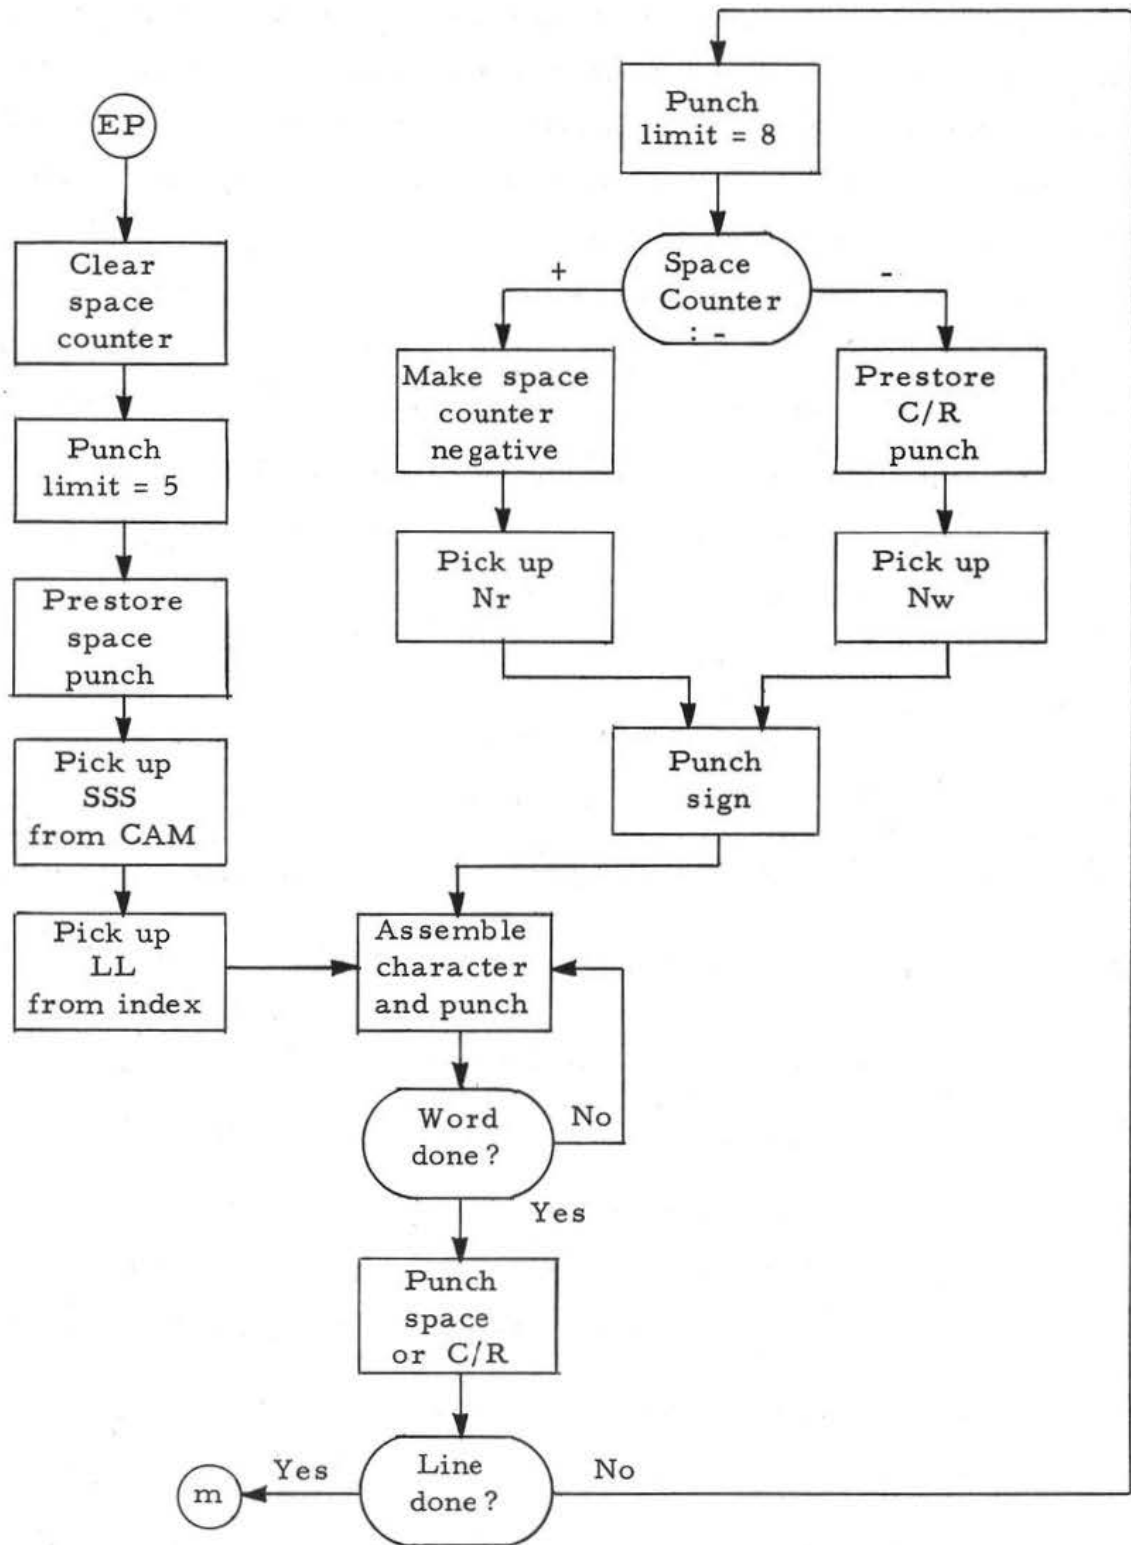 EP
Clear
space
counter
Punch
limit = 5
Prestore
space
punch
Pick up
SSS
from CAM
Pick up
LL
from index
Punch
limit = 8
Space
Counter
: -
+
-
Make space
counter
negative
Prestore
C/R
punch
Pick up
Nr
Pick up
Nw
Punch
sign
Assemble
character
and punch
Word
done?
No
Yes
Punch
space
or C/R
Line
done?
Yes
No
m